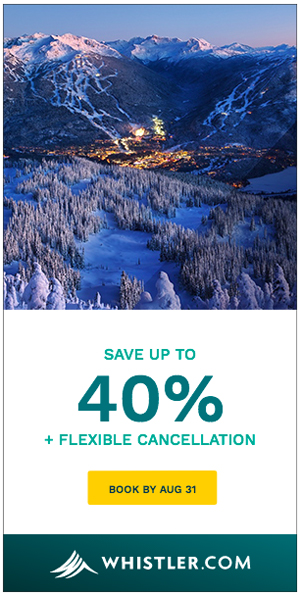 SAVE UP TO
40%
+ FLEXIBLE CANCELLATION
BOOK BY AUG 31
WHISTLER.COM